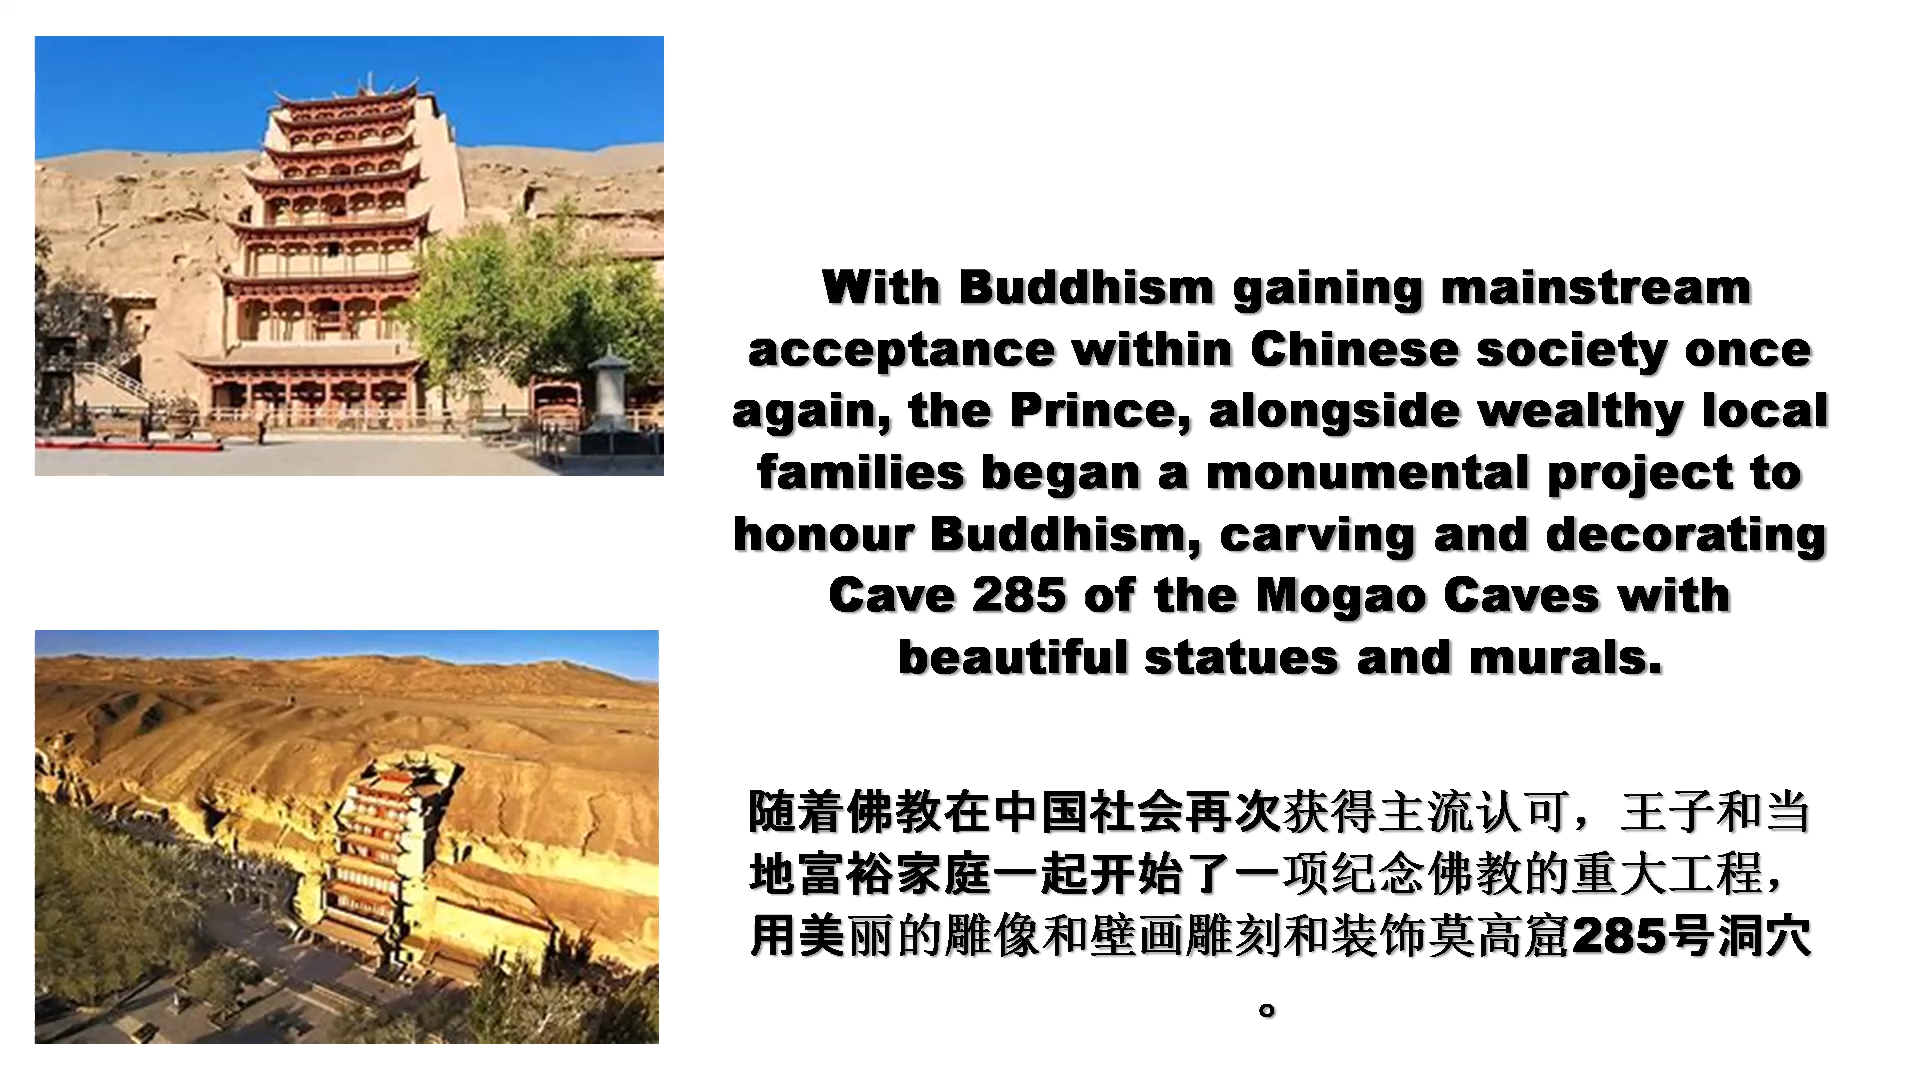 With Buddhism gaining mainstream
acceptance within Chinese society once
again, the Prince, alongside wealthy local
families began a monumental project to
honour Buddhism, carving and decorating
Cave 285 of the Mogao Caves with
beautiful statues and murals.
随着佛教在中国社会再次获得主流认可，王子和当
地富裕家庭一起开始了一项纪念佛教的重大工程，
用美丽的雕像和壁画雕刻和装饰莫高窟285号洞穴
。